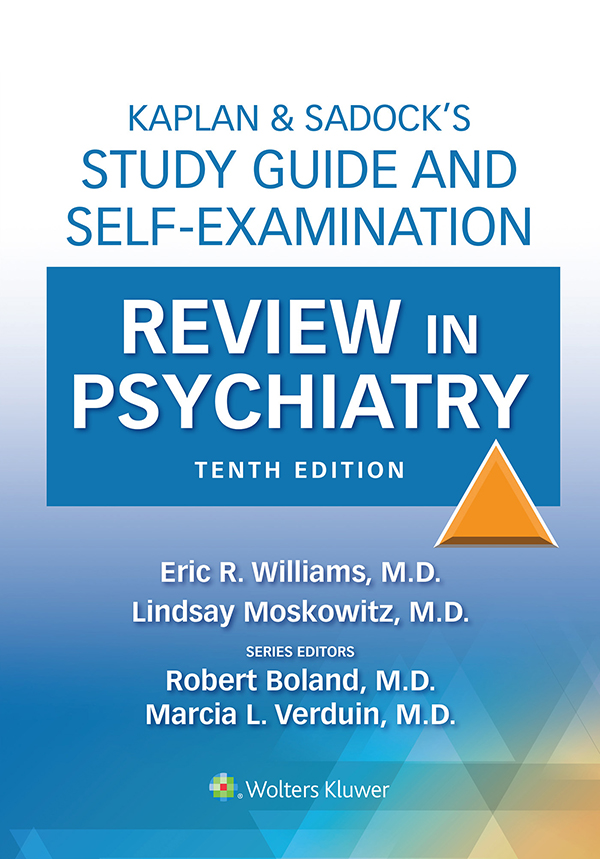 KAPLAN & SADOCK'S
STUDY GUIDE AND
SELF-EXAMINATION
REVIEW IN
PSYCHIATRY
TENTH EDITION
Eric R. Williams, M.D.
Lindsay Moskowitz, M.D.
SERIES EDITORS
Robert Boland, M.D.
Marcia L. Verduin, M.D.
Wolters Kluwer